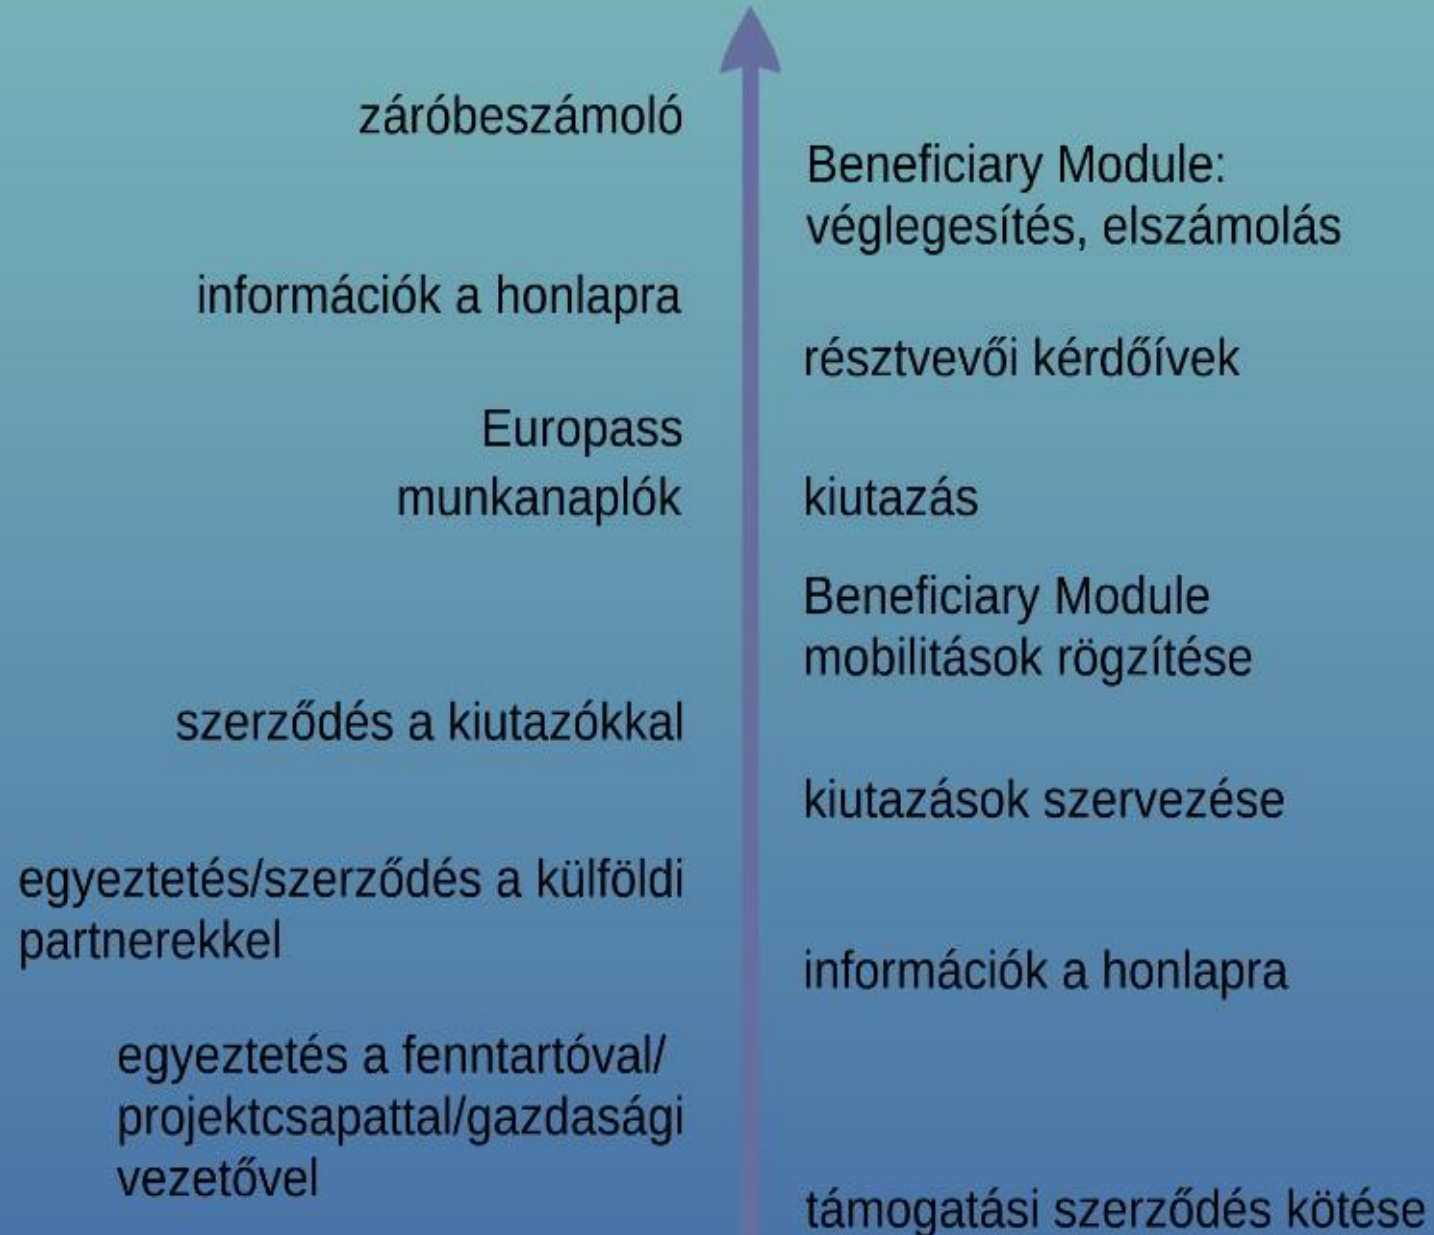 záróbeszámoló
Beneficiary Module:
véglegesítés, elszámolás
információk a honlapra
résztvevői kérdőívek
Europass
munkanaplók
kiutazás
Beneficiary Module
mobilitások rögzítése
szerződés a kiutazókkal
kiutazások szervezése
egyeztetés/szerződés a külföldi
partnerekkel
információk a honlapra
egyeztetés a fenntartóval/
projektcsapattal/gazdasági
vezetővel
támogatási szerződés kötése